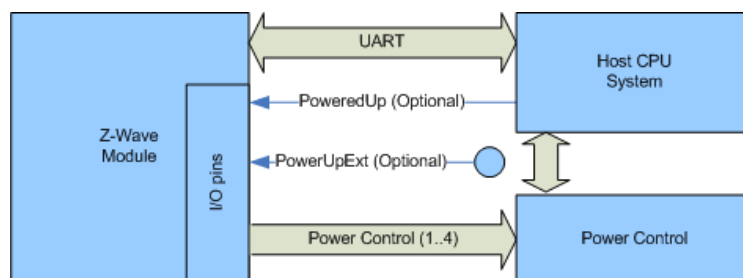 UART
Host CPU
System
PoweredUp (Optional)
Z-Wave
Module
PowerUpExt (Optional)
I/O pins
Power Control (1..4)
Power Control